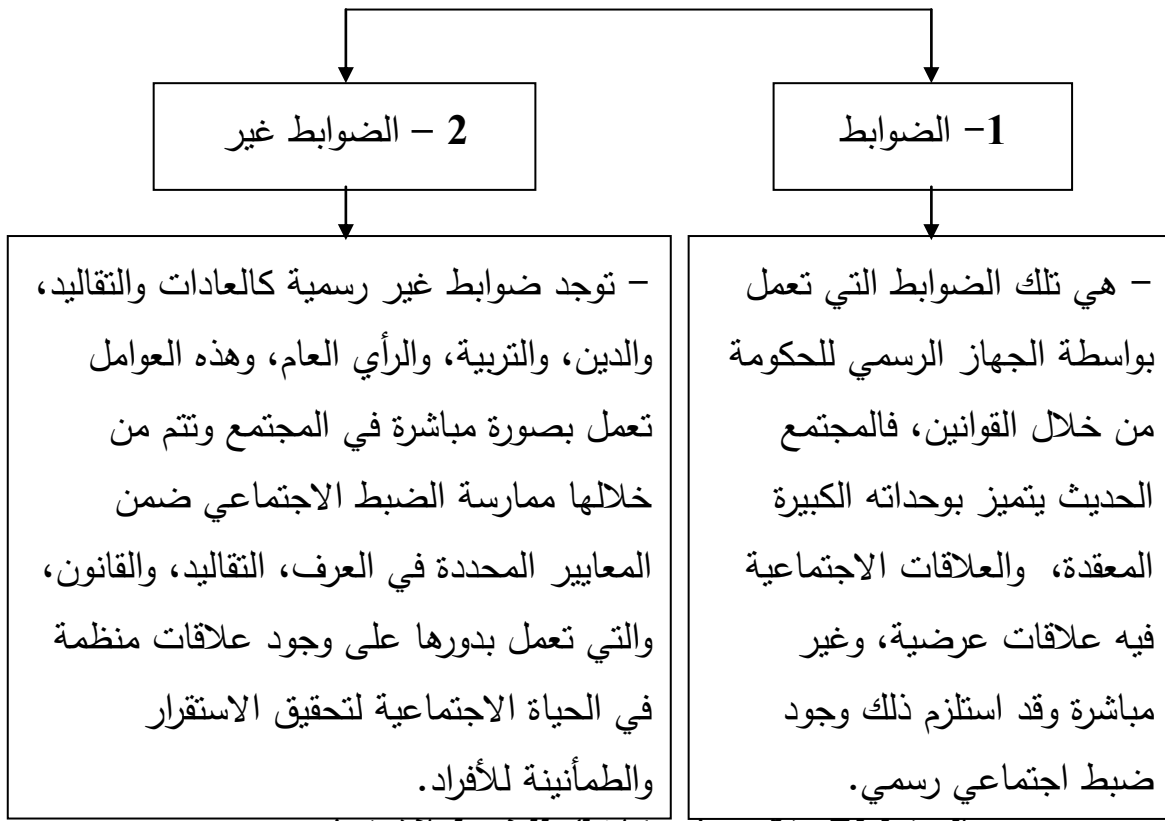 1- الضوابط
2 – الضوابط غير
– هي تلك الضوابط التي تعمل
بواسطة الجهاز الرسمي للحكومة
من خلال القوانين، فالمجتمع
الحديث يتميز بوحداته الكبيرة
المعقدة، والعلاقات الاجتماعية
فيه علاقات عرضية، وغير
مباشرة وقد استلزم ذلك وجود
ضبط اجتماعي رسمي.
– توجد ضوابط غير رسمية كالعادات والتقاليد،
والدين، والتربية، والرأي العام، وهذه العوامل
تعمل بصورة مباشرة في المجتمع وتتم من
خلالها ممارسة الضبط الاجتماعي ضمن
المعايير المحددة في العرف، التقاليد، والقانون،
والتي تعمل بدورها على وجود علاقات منظمة
في الحياة الاجتماعية لتحقيق الاستقرار
والطمأنينة للأفراد.